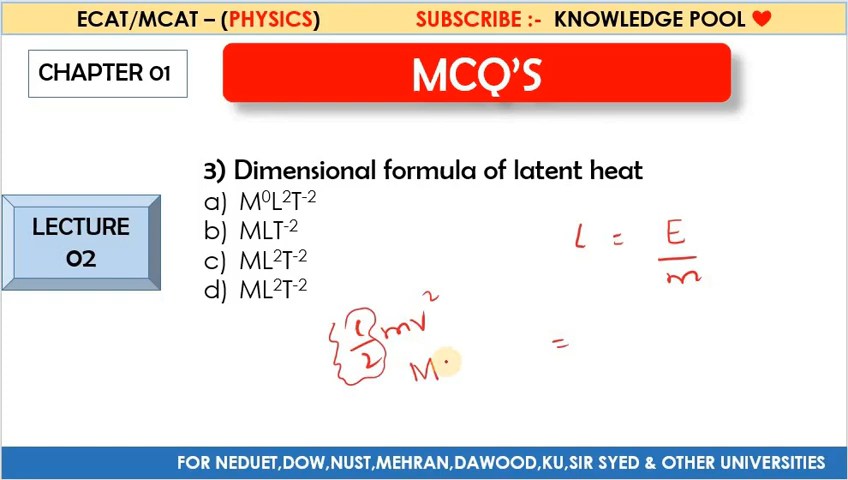 ECAT/MCAT – (PHYSICS) SUBSCRIBE :- KNOWLEDGE POOL ❤
CHAPTER 01
MCQ'S
3) Dimensional formula of latent heat
a) M⁰L²T⁻²
b) MLT⁻²
c) ML²T⁻²
d) ML²T⁻²
LECTURE
02
L = E/m
1/2 mv²
M
=
FOR NEDUET,DOW,NUST,MEHRAN,DAWOOD,KU,SIR SYED & OTHER UNIVERSITIES